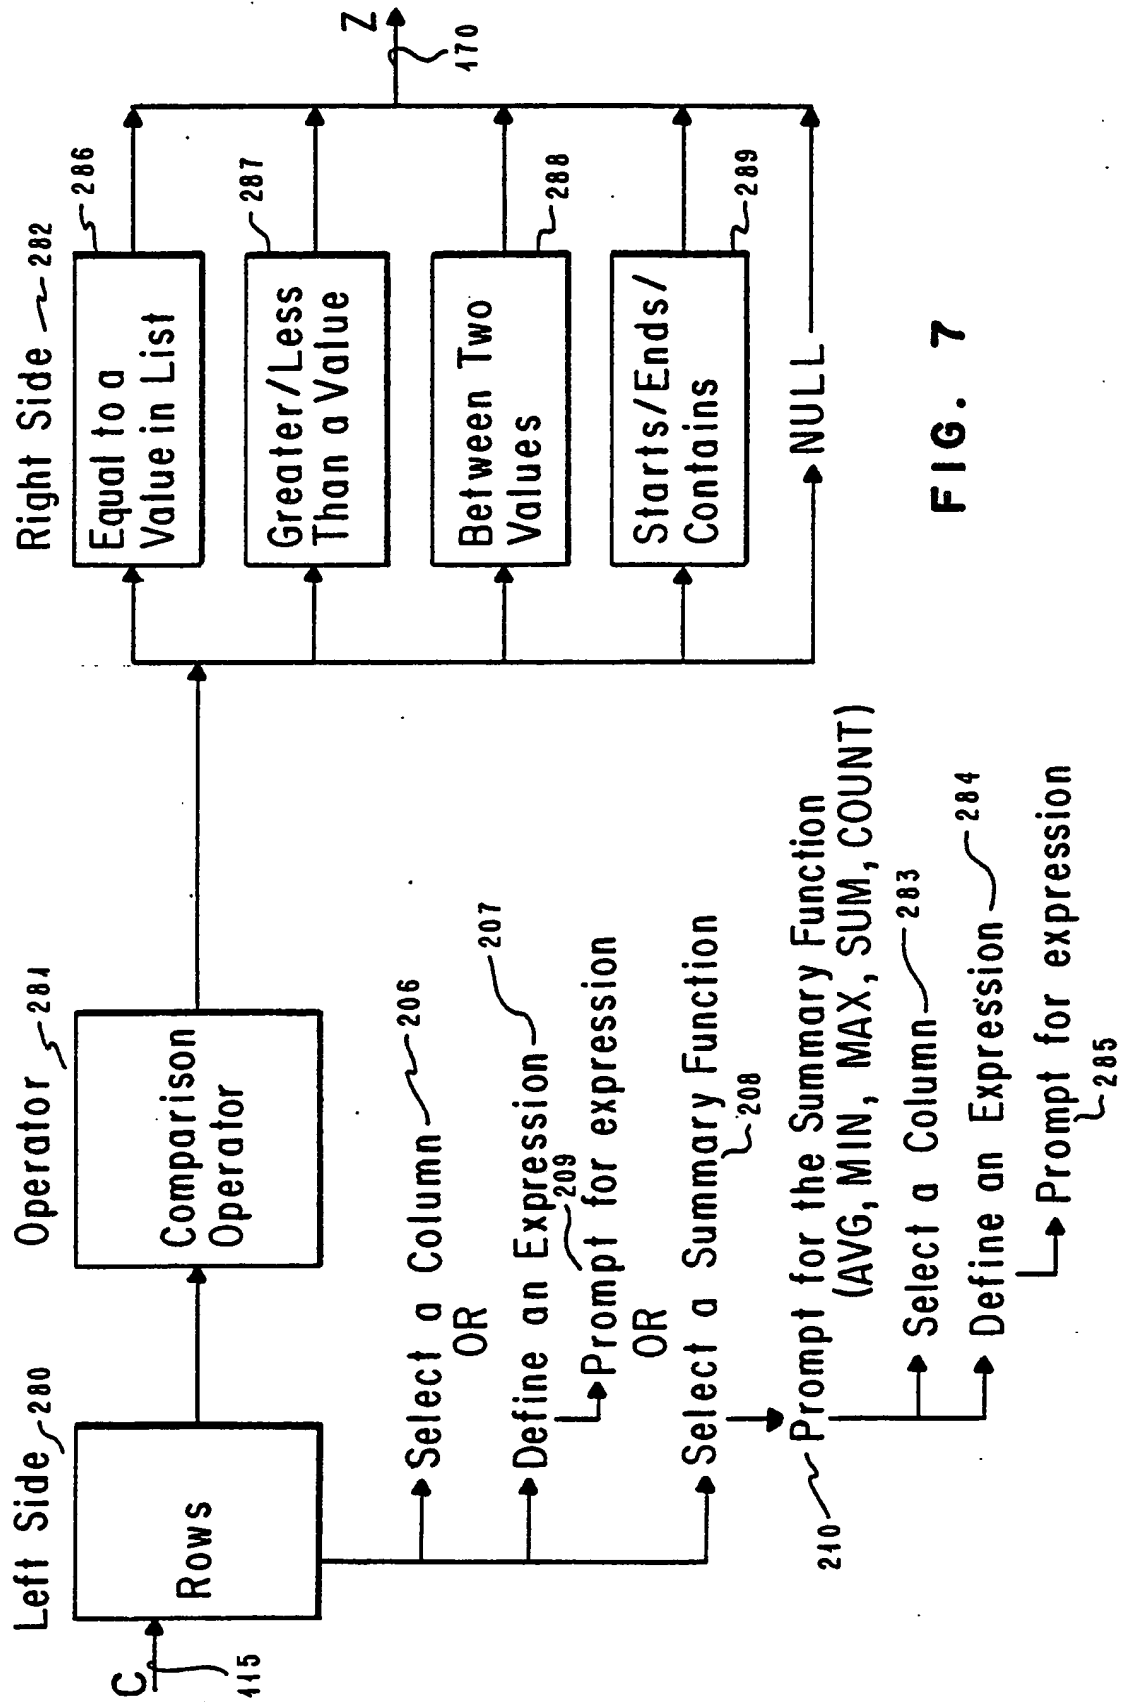 Left Side 280
Operator 281
Right Side 282
C
115
Rows
Comparison
Operator
Equal to a
Value in List
286
Greater/Less
Than a Value
287
Between Two
Values
288
Starts/Ends/
Contains
289
NULL
Z
170
Select a Column 206
OR
Define an Expression 207
209
Prompt for expression
OR
Select a Summary Function
208
210 Prompt for the Summary Function
(AVG, MIN, MAX, SUM, COUNT)
Select a Column 283
Define an Expression 284
Prompt for expression
285
FIG. 7